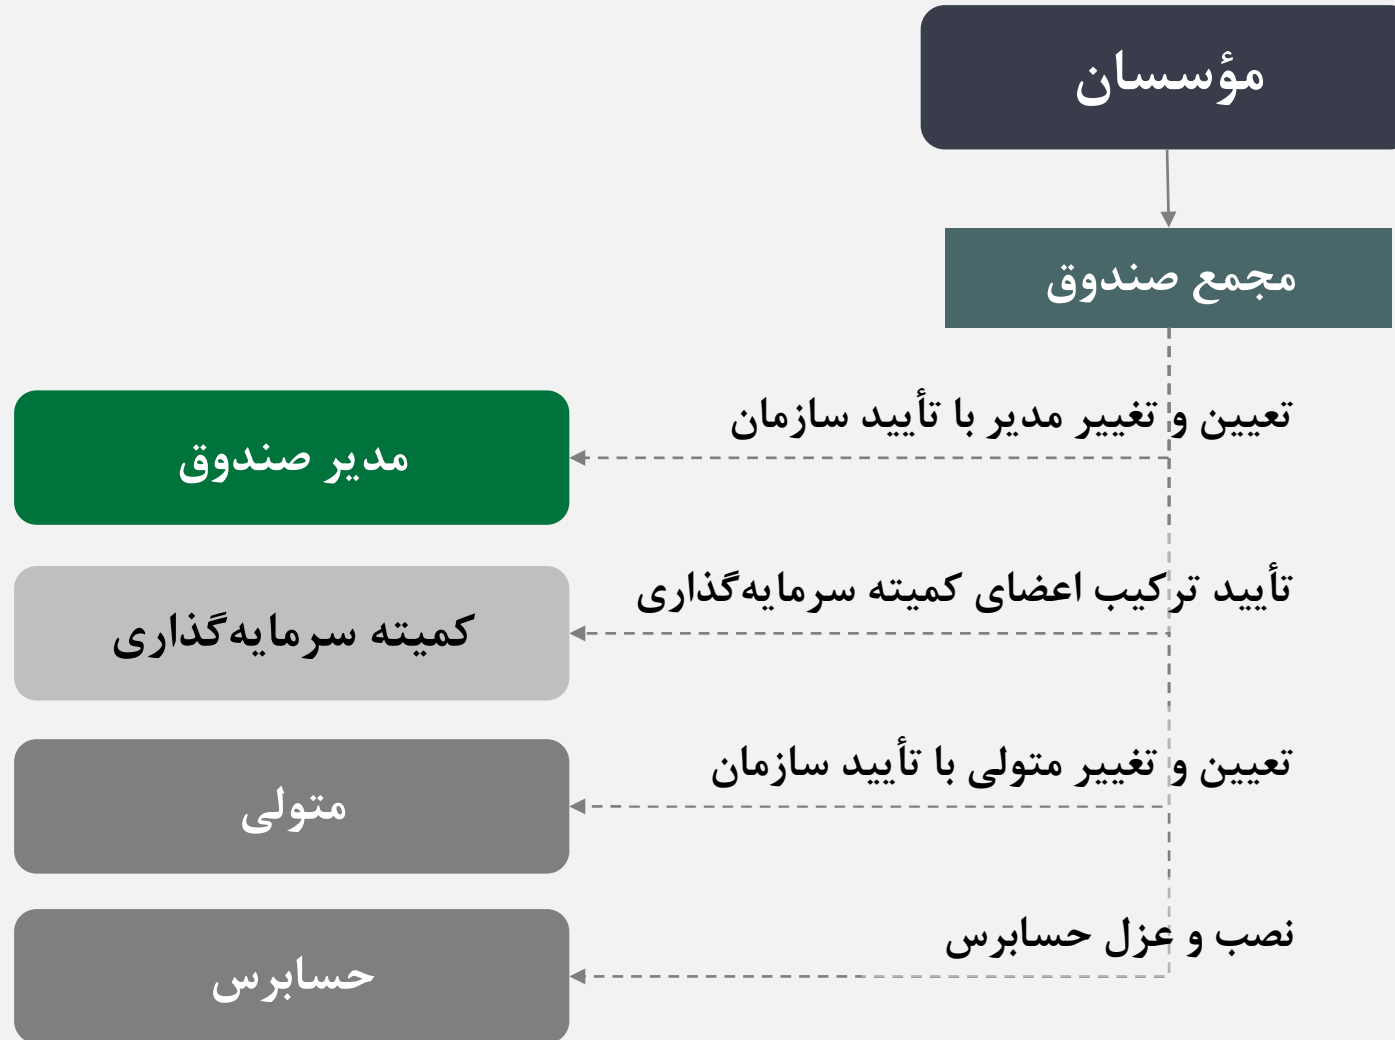 مؤسسان
مجمع صندوق
تعیین و تغییر مدیر با تأیید سازمان
مدیر صندوق
تأیید ترکیب اعضای کمیته سرمایه‌گذاری
کمیته سرمایه‌گذاری
تعیین و تغییر متولی با تأیید سازمان
متولی
نصب و عزل حسابرس
حسابرس